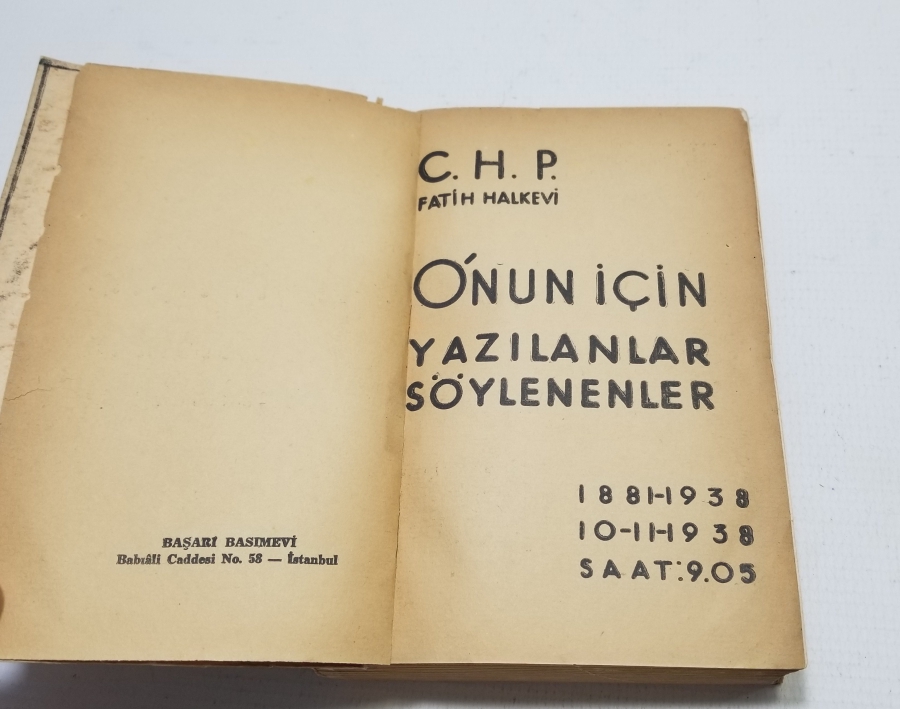 BAŞARI BASIMEVİ
Babıâli Caddesi No. 58 — İstanbul
C. H. P.
FATİH HALKEVİ
O'NUN İÇİN
YAZILANLAR
SÖYLENENLER
1881-1938
10-11-1938
SAAT:9.05